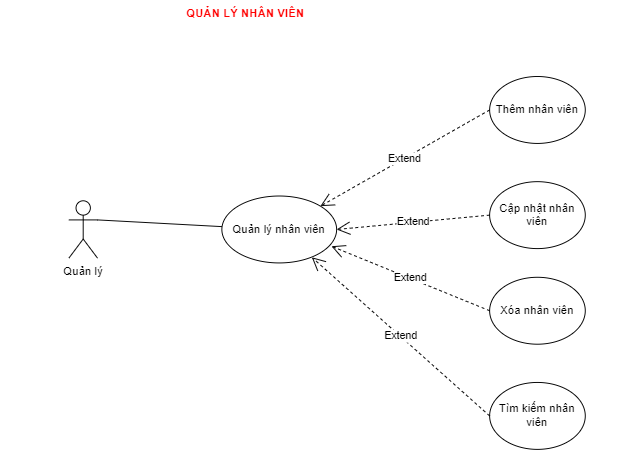 QUẢN LÝ NHÂN VIÊN
Thêm nhân viên
Extend
Cập nhật nhân
viên
Extend
Quản lý nhân viên
Quản lý
Extend
Xóa nhân viên
Extend
Tìm kiếm nhân
viên